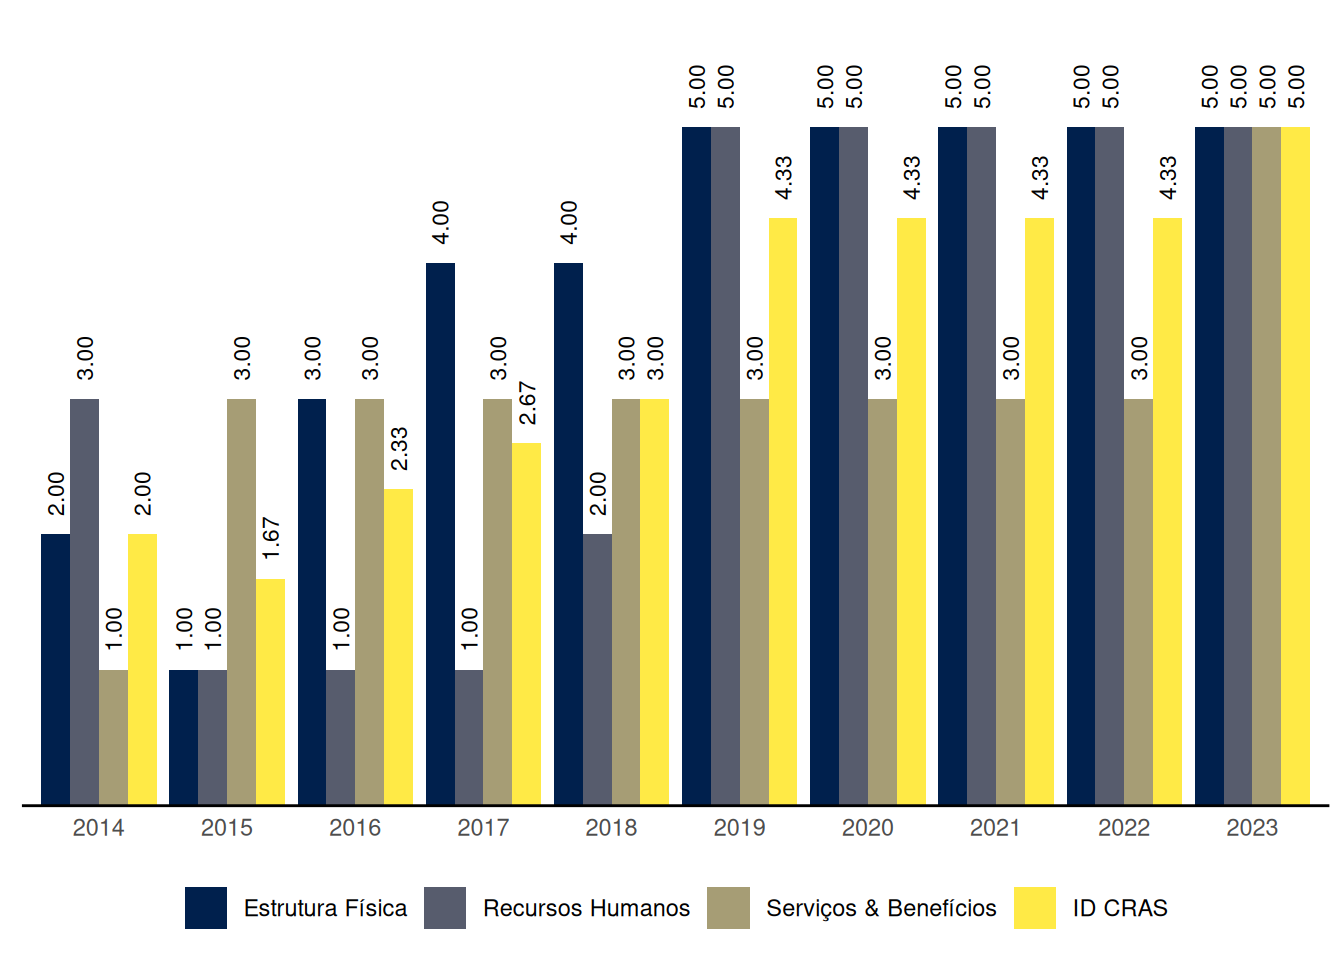 5.00 5.00 5.00 5.00 5.00 5.00 5.00 5.00 5.00 5.00 5.00 5.00
4.33 4.33 4.33 4.33
4.00 4.00
3.00 3.00 3.00 3.00 3.00 3.00 3.00 3.00 3.00 3.00
2.67
2.33
2.00 2.00 2.00
1.67
1.00 1.00 1.00 1.00 1.00
2014 2015 2016 2017 2018 2019 2020 2021 2022 2023
Estrutura Física Recursos Humanos Serviços & Benefícios ID CRAS